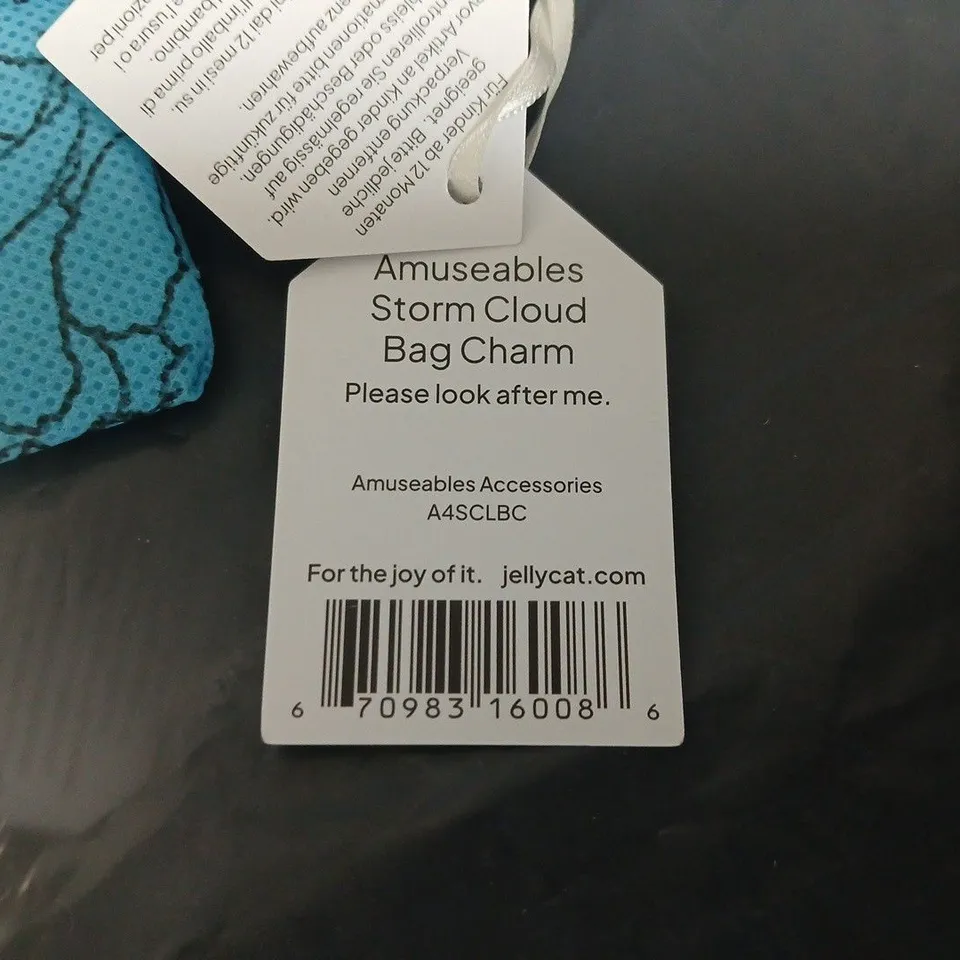 Für Kinder ab 12 Monaten
geeignet. Bitte jedliche
Verpackung entfernen
bevor Artikel an Kinder gegeben wird.
Kontrollieren Sie regelmässig auf
Verschleiss oder Beschädigungen.
bitte für zukünftige
aufbewahren.
dai 12 mesi in su.
l'imballo prima di
bambino.
l'usura o i
per
Amuseables
Storm Cloud
Bag Charm
Please look after me.
Amuseables Accessories
A4SCLBC
For the joy of it. jellycat.com
6 70983 16008 6